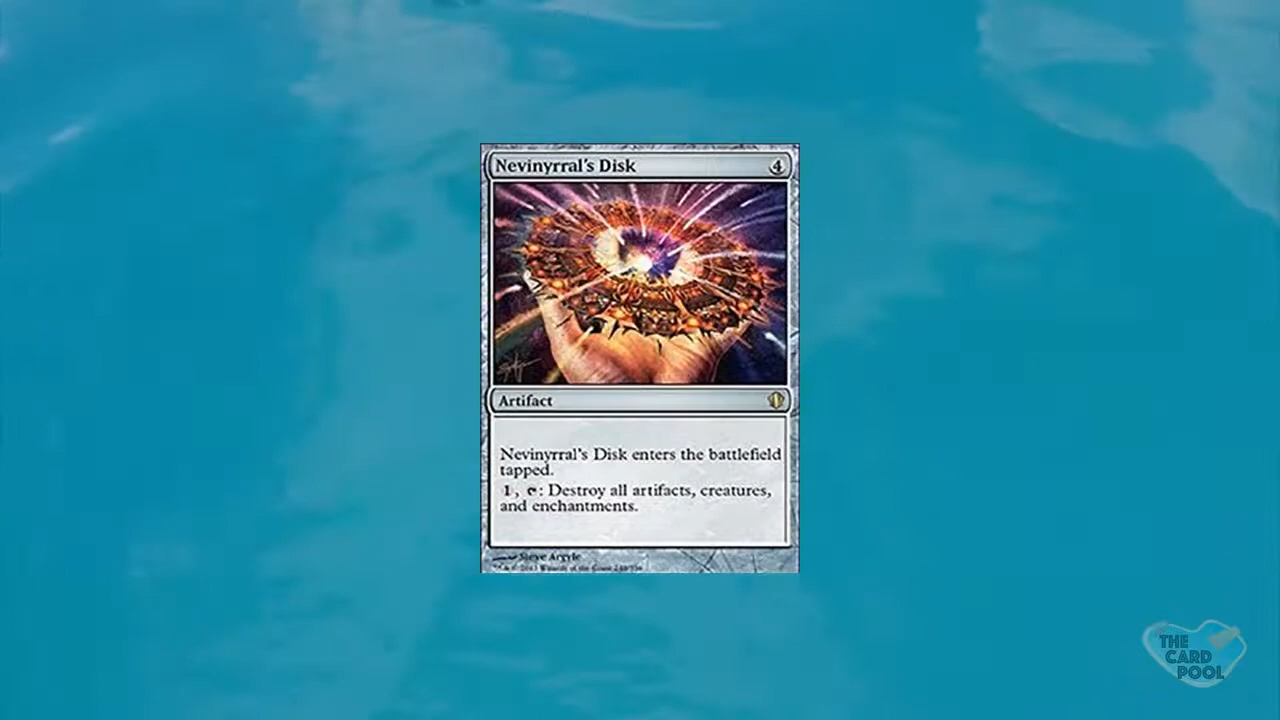 Nevinyrral's Disk 4
Artifact
Nevinyrral's Disk enters the battlefield
tapped.
1, : Destroy all artifacts, creatures,
and enchantments.
Steve Argyle
THE
CARD
POOL